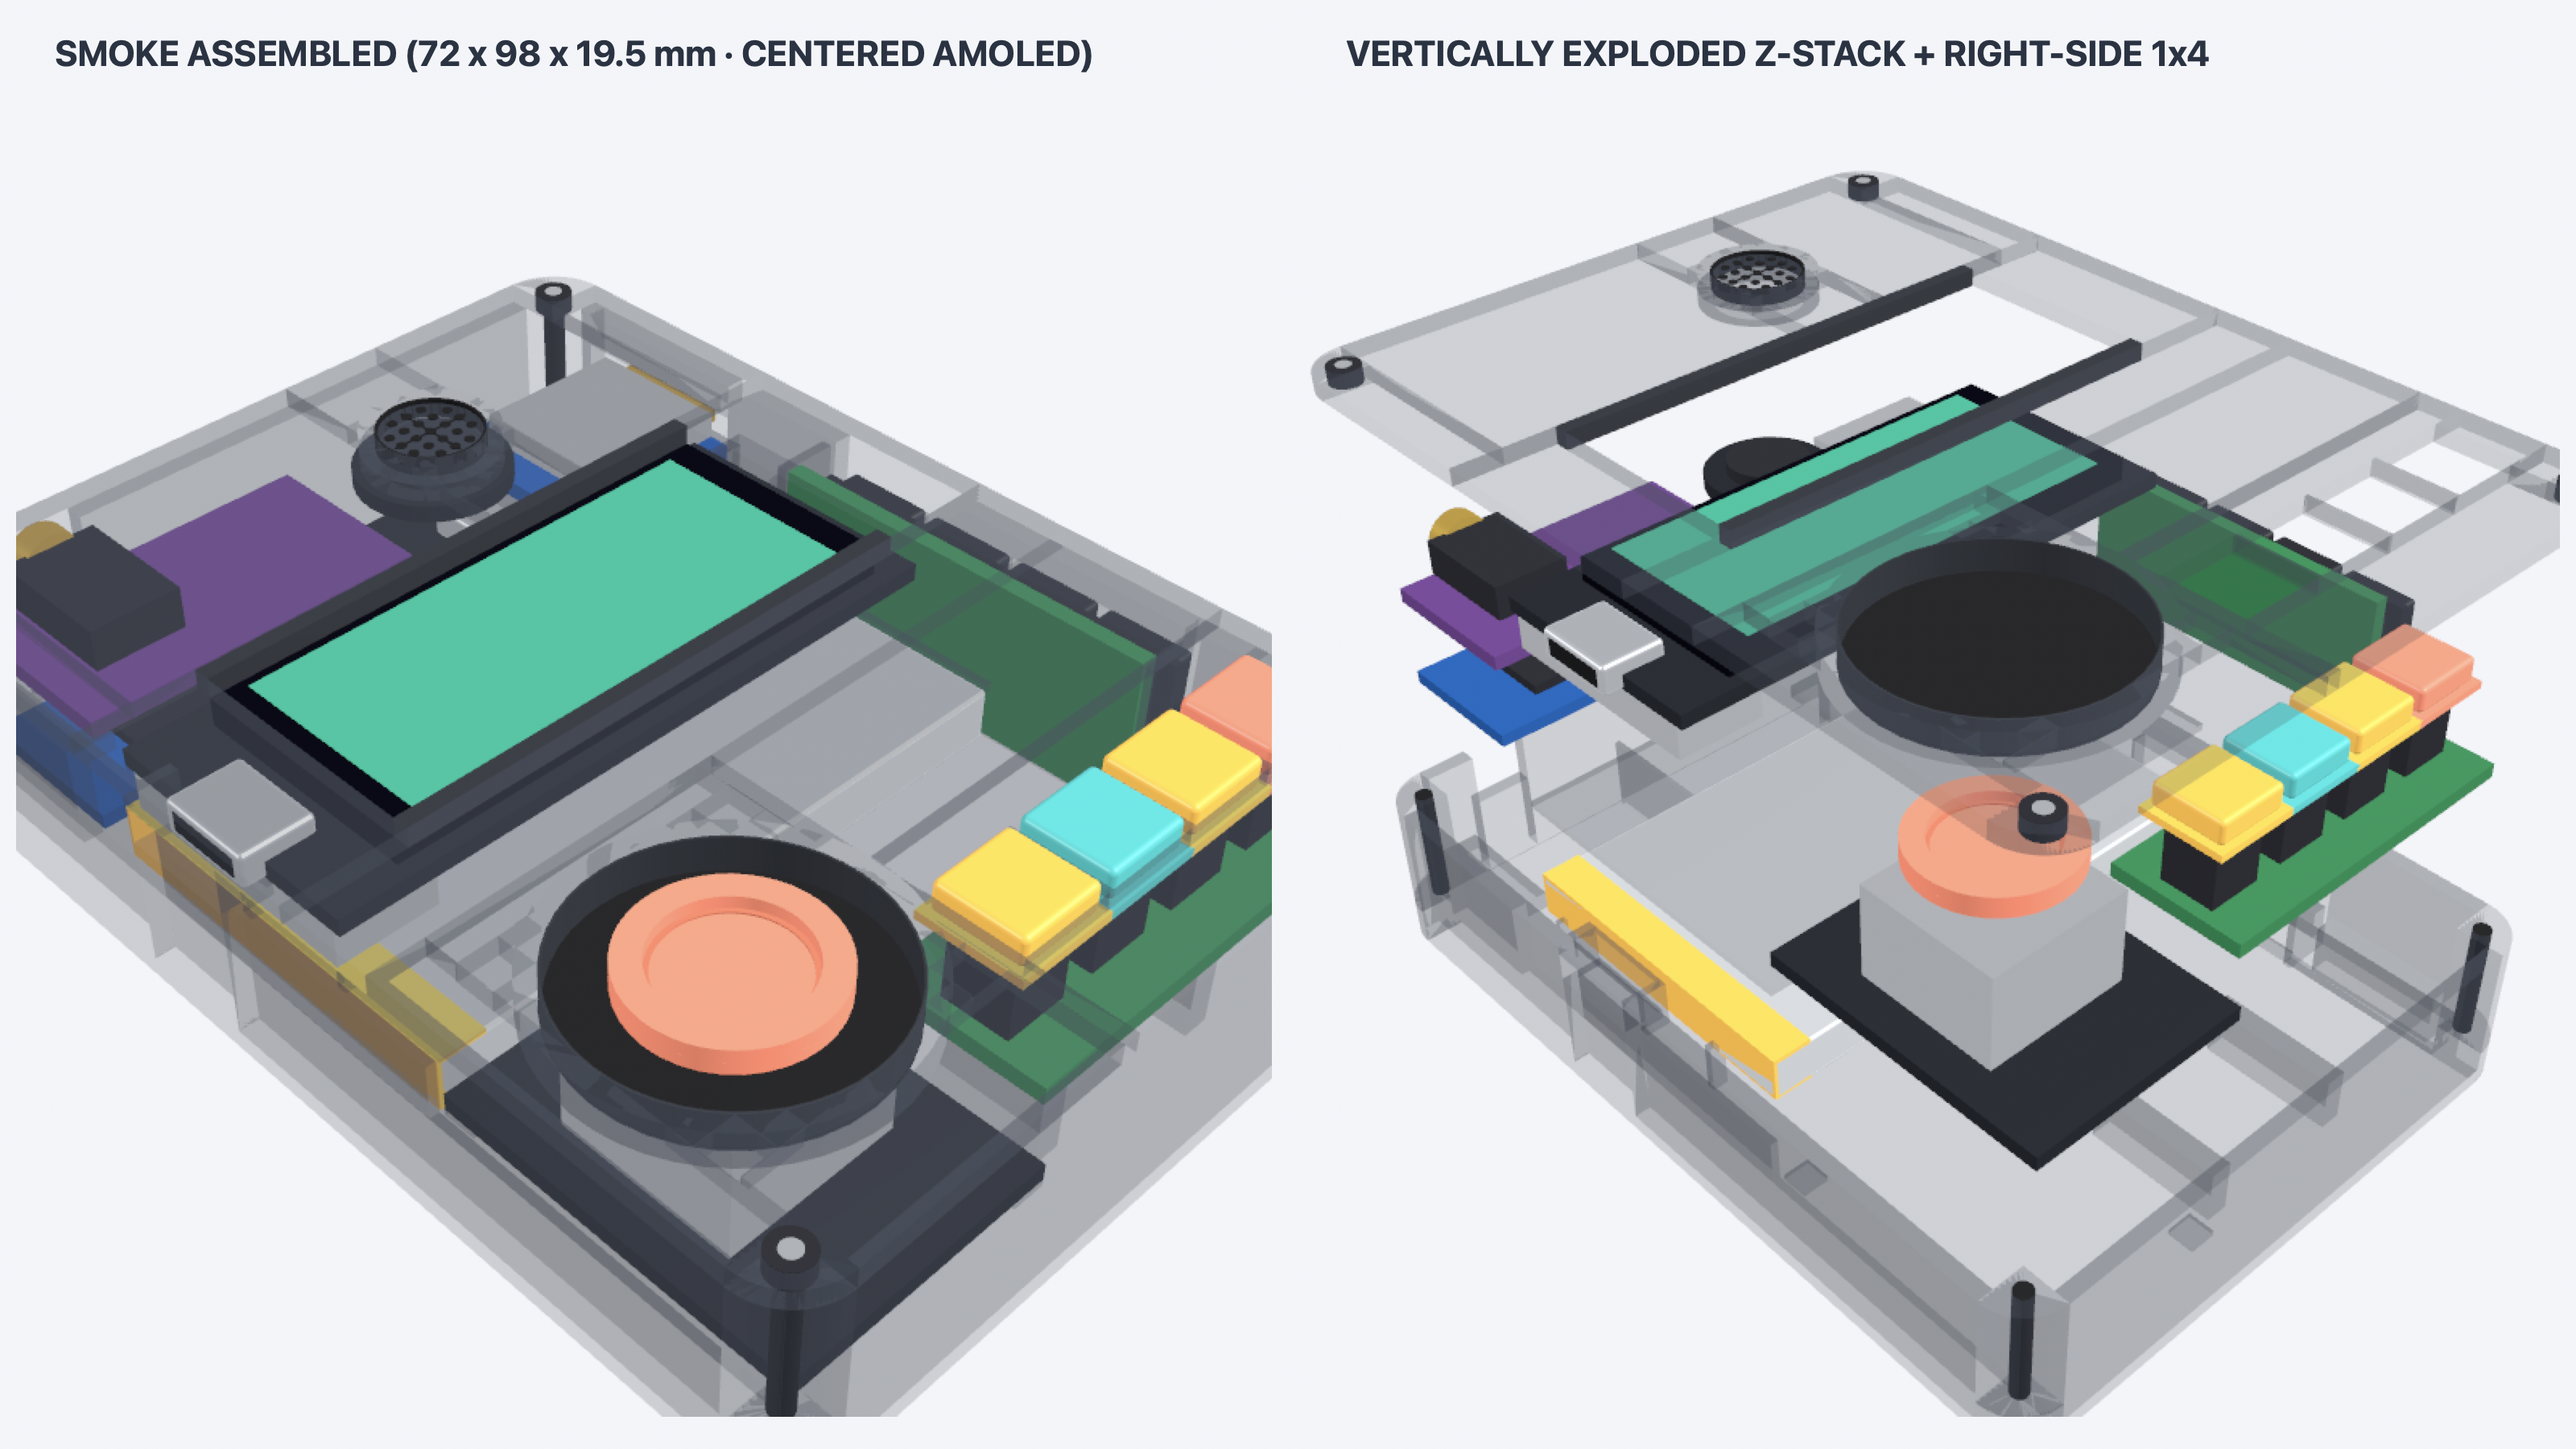 SMOKE ASSEMBLED (72 x 98 x 19.5 mm · CENTERED AMOLED)
VERTICALLY EXPLODED Z-STACK + RIGHT-SIDE 1x4